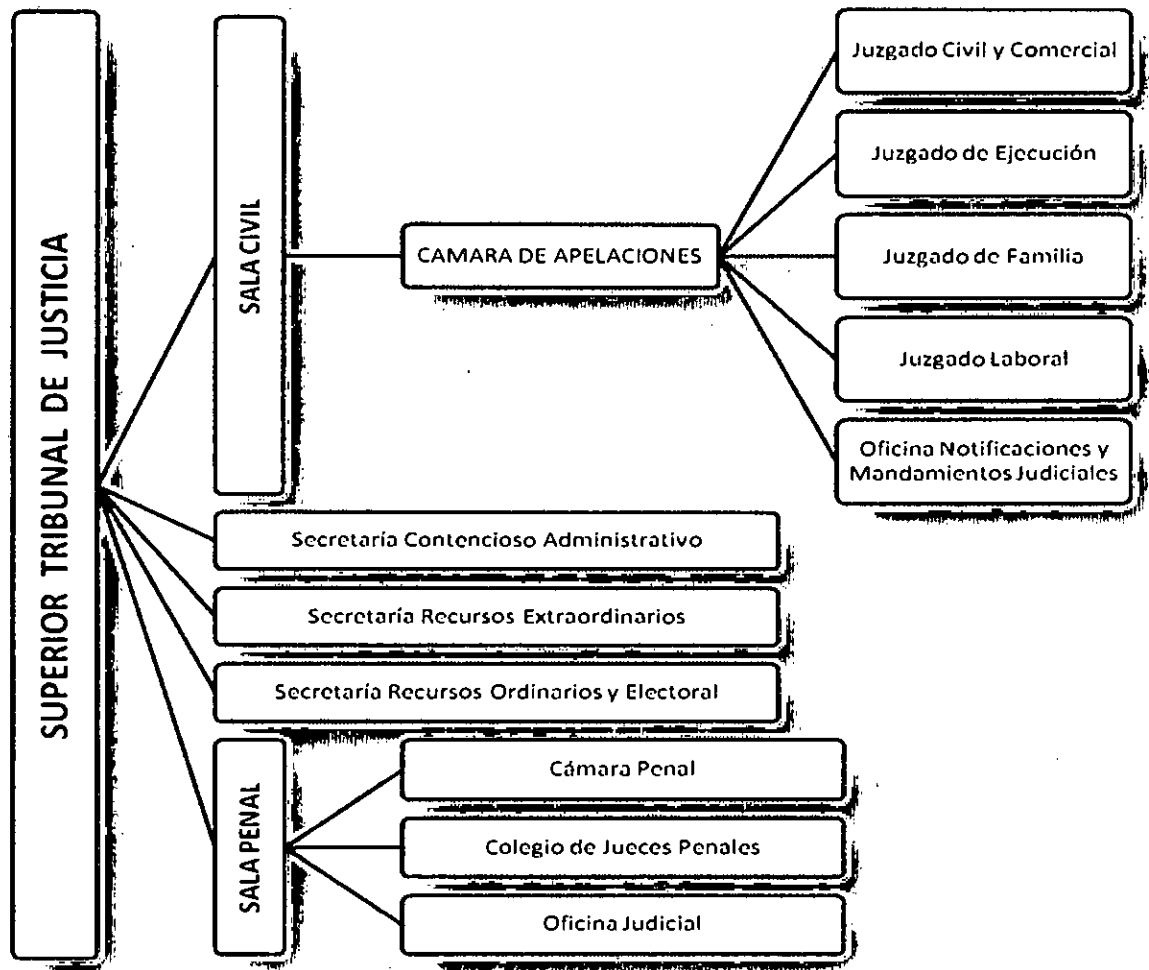 SUPERIOR TRIBUNAL DE JUSTICIA
SALA CIVIL
CAMARA DE APELACIONES
Juzgado Civil y Comercial
Juzgado de Ejecución
Juzgado de Familia
Juzgado Laboral
Oficina Notificaciones y
Mandamientos Judiciales
Secretaría Contencioso Administrativo
Secretaría Recursos Extraordinarios
Secretaría Recursos Ordinarios y Electoral
SALA PENAL
Cámara Penal
Colegio de Jueces Penales
Oficina Judicial